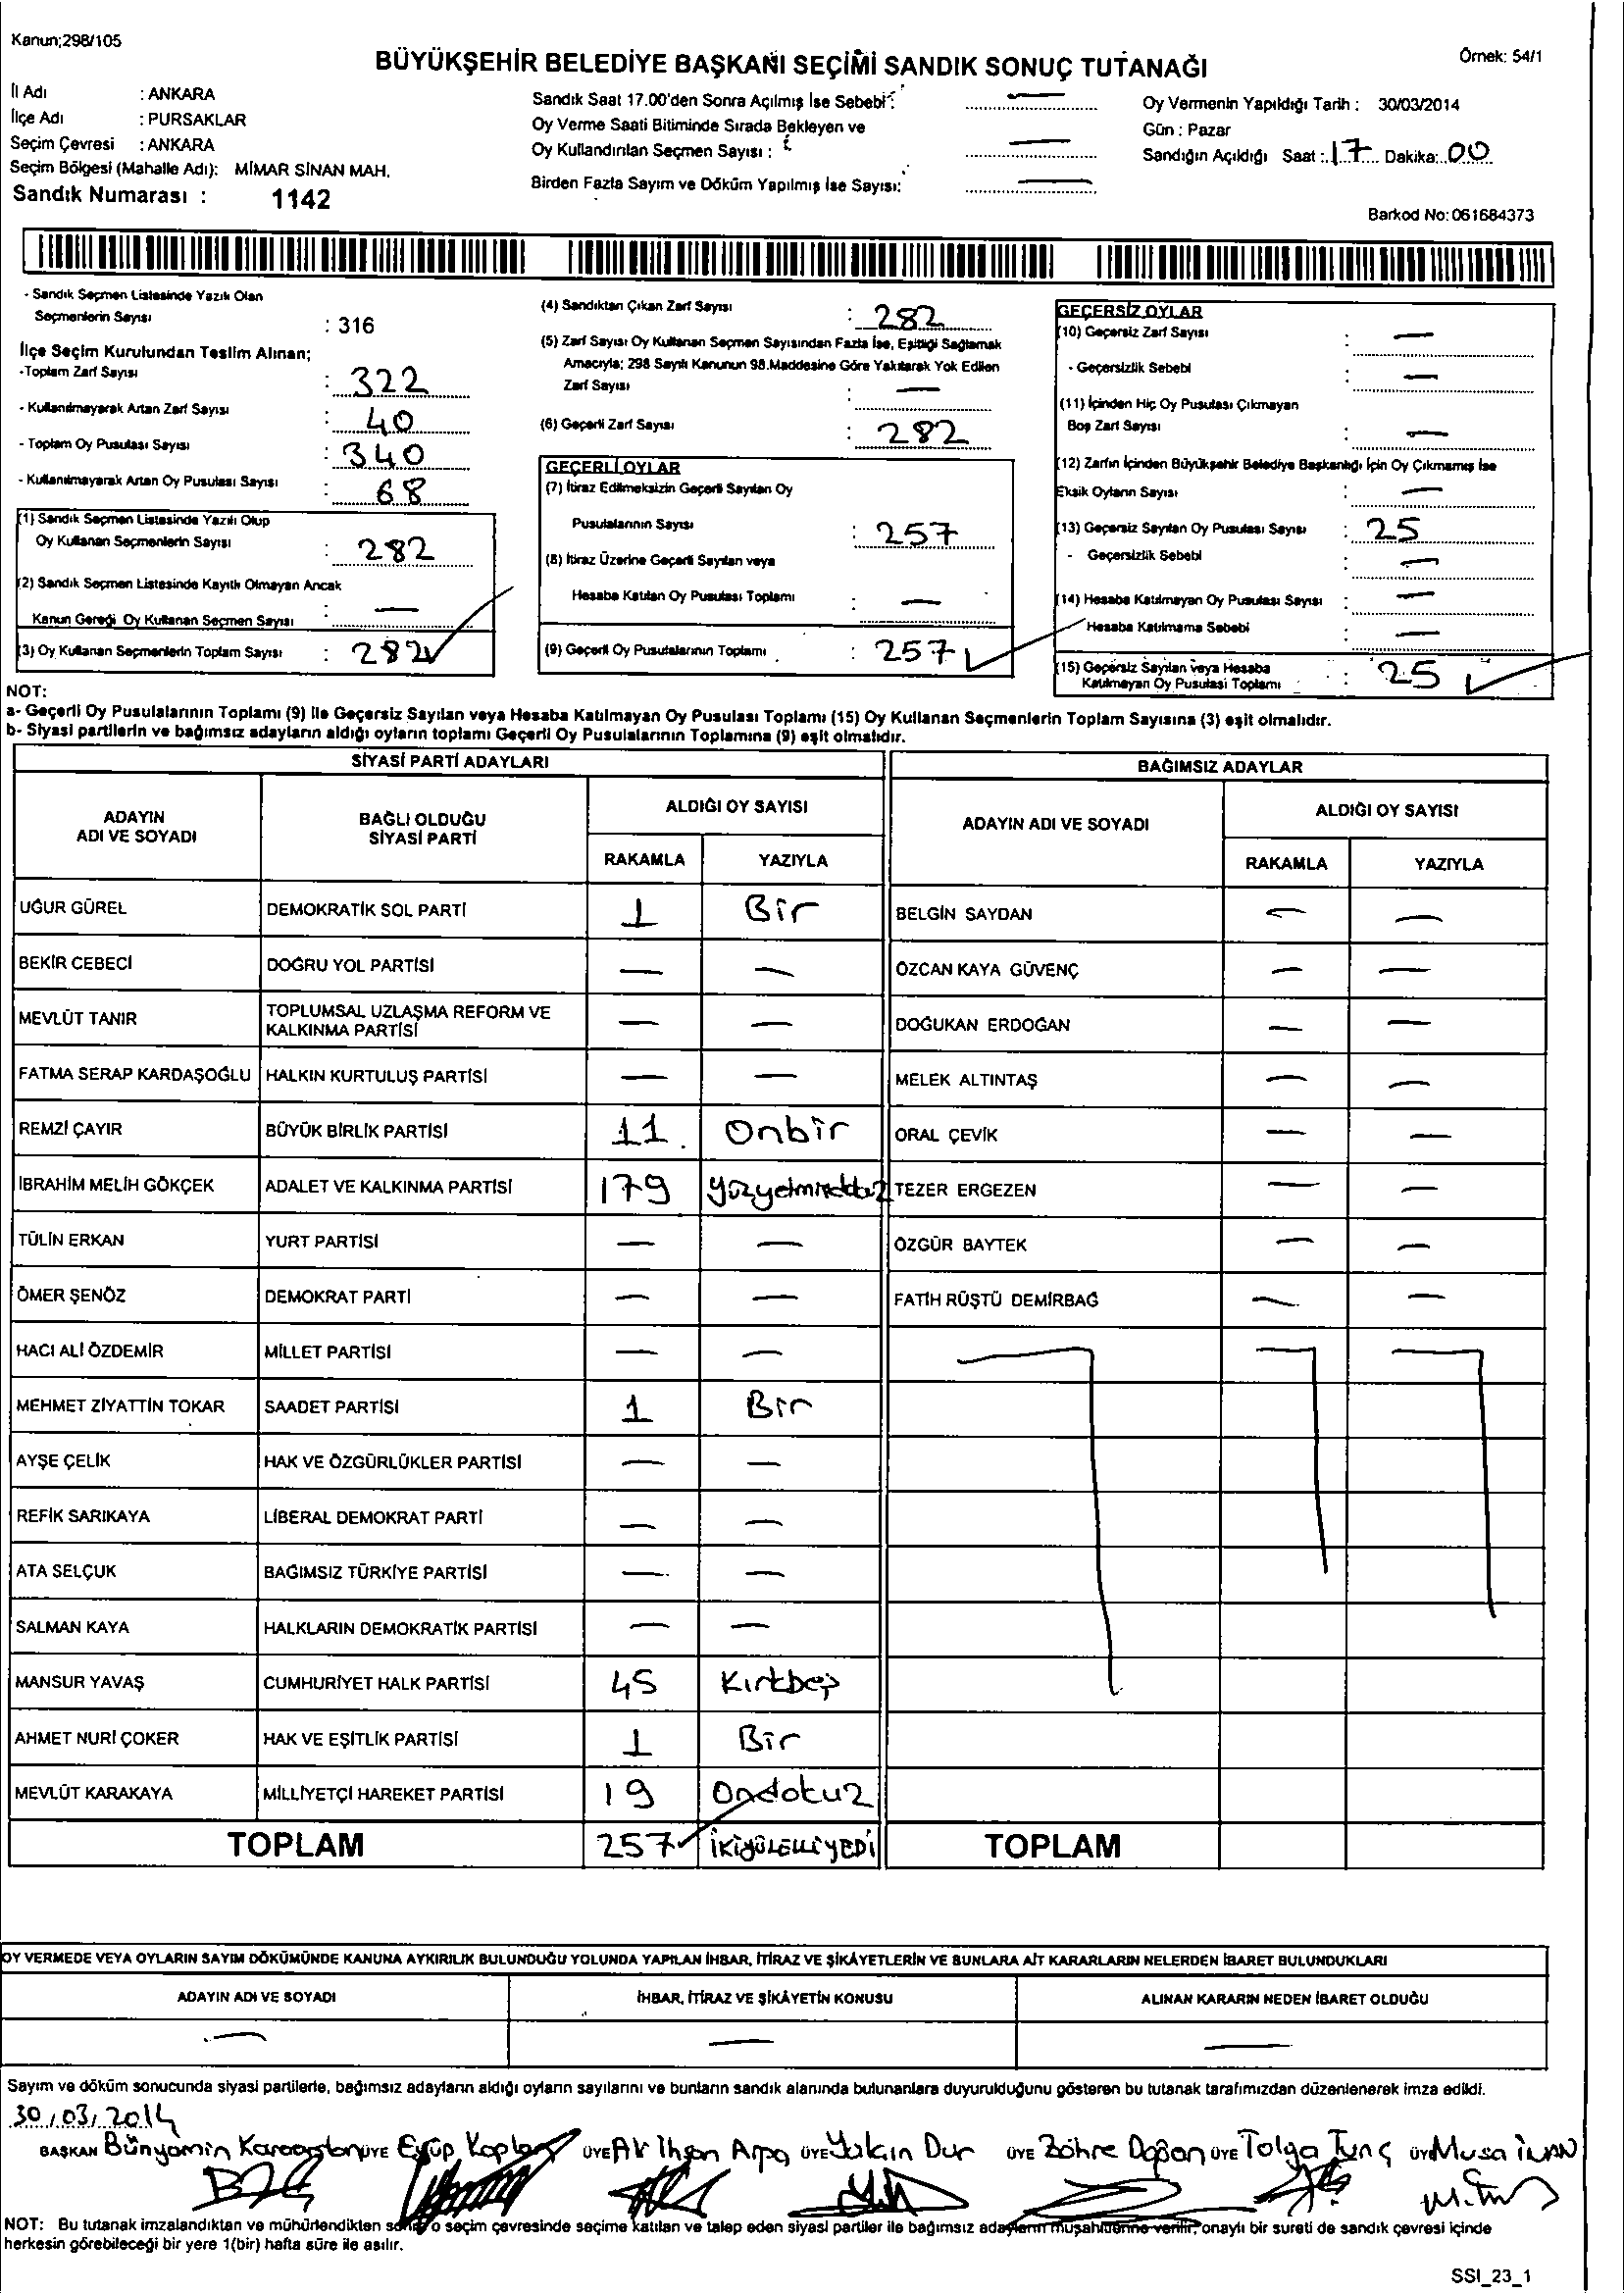 Kanun;298/105
BÜYÜKŞEHİR BELEDİYE BAŞKANI SEÇİMİ SANDIK SONUÇ TUTANAĞI
Örnek: 54/1
İl Adı : ANKARA
İlçe Adı : PURSAKLAR
Seçim Çevresi : ANKARA
Seçim Bölgesi (Mahalle Adı): MİMAR SİNAN MAH.
Sandık Numarası : 1142
Sandık Saat 17.00'den Sonra Açılmış İse Sebebi : —
Oy Verme Saati Bitiminde Sırada Bekleyen ve
Oy Kullandırılan Seçmen Sayısı : —
Birden Fazla Sayım ve Döküm Yapılmış İse Sayısı: —
Oy Vermenin Yapıldığı Tarih : 30/03/2014
Gün : Pazar
Sandığın Açıldığı Saat : 17 Dakika: 00
Barkod No: 061684373
- Sandık Seçmen Listesinde Yazılı Olan
Seçmenlerin Sayısı : 316
İlçe Seçim Kurulundan Teslim Alınan;
-Toplam Zarf Sayısı : 322
- Kullanılmayarak Artan Zarf Sayısı : 40
- Toplam Oy Pusulası Sayısı : 340
- Kullanılmayarak Artan Oy Pusulası Sayısı : 68
(1) Sandık Seçmen Listesinde Yazılı Olup
Oy Kullanan Seçmenlerin Sayısı : 282
(2) Sandık Seçmen Listesinde Kayıtlı Olmayan Ancak
Kanun Gereği Oy Kullanan Seçmen Sayısı : —
(3) Oy Kullanan Seçmenlerin Toplam Sayısı : 282
(4) Sandıktan Çıkan Zarf Sayısı : 282
(5) Zarf Sayısı Oy Kullanan Seçmen Sayısından Fazla İse, Eşitliği Sağlamak
Amacıyla; 298 Sayılı Kanunun 98.Maddesine Göre Yakılarak Yok Edilen
Zarf Sayısı : —
(6) Geçerli Zarf Sayısı : 282
GEÇERLİ OYLAR
(7) İtiraz Edilmeksizin Geçerli Sayılan Oy
Pusulalarının Sayısı : 257
(8) İtiraz Üzerine Geçerli Sayılan veya
Hesaba Katılan Oy Pusulası Toplamı : —
(9) Geçerli Oy Pusulalarının Toplamı : 257
GEÇERSİZ OYLAR
(10) Geçersiz Zarf Sayısı : —
- Geçersizlik Sebebi : —
(11) İçinden Hiç Oy Pusulası Çıkmayan
Boş Zarf Sayısı : —
(12) Zarfın İçinden Büyükşehir Belediye Başkanlığı İçin Oy Çıkmamış İse
Eksik Oyların Sayısı : —
(13) Geçersiz Sayılan Oy Pusulası Sayısı : 25
- Geçersizlik Sebebi : —
(14) Hesaba Katılmayan Oy Pusulası Sayısı : —
Hesaba Katılmama Sebebi : —
(15) Geçersiz Sayılan veya Hesaba
Katılmayan Oy Pusulası Toplamı : 25
NOT:
a- Geçerli Oy Pusulalarının Toplamı (9) ile Geçersiz Sayılan veya Hesaba Katılmayan Oy Pusulası Toplamı (15) Oy Kullanan Seçmenlerin Toplam Sayısına (3) eşit olmalıdır.
b- Siyasi partilerin ve bağımsız adayların aldığı oyların toplamı Geçerli Oy Pusulalarının Toplamına (9) eşit olmalıdır.
SİYASİ PARTİ ADAYLARI
ADAYIN ADI VE SOYADI BAĞLI OLDUĞU SİYASİ PARTİ ALDIĞI OY SAYISI
RAKAMLA YAZIYLA
UĞUR GÜREL DEMOKRATİK SOL PARTİ 1 Bir
BEKİR CEBECİ DOĞRU YOL PARTİSİ — —
MEVLÜT TANIR TOPLUMSAL UZLAŞMA REFORM VE KALKINMA PARTİSİ — —
FATMA SERAP KARDAŞOĞLU HALKIN KURTULUŞ PARTİSİ — —
REMZİ ÇAYIR BÜYÜK BİRLİK PARTİSİ 11 Onbir
İBRAHİM MELİH GÖKÇEK ADALET VE KALKINMA PARTİSİ 179
TÜLİN ERKAN YURT PARTİSİ — —
ÖMER ŞENÖZ DEMOKRAT PARTİ — —
HACI ALİ ÖZDEMİR MİLLET PARTİSİ — —
MEHMET ZİYATTİN TOKAR SAADET PARTİSİ 1 Bir
AYŞE ÇELİK HAK VE ÖZGÜRLÜKLER PARTİSİ — —
REFİK SARIKAYA LİBERAL DEMOKRAT PARTİ — —
ATA SELÇUK BAĞIMSIZ TÜRKİYE PARTİSİ — —
SALMAN KAYA HALKLARIN DEMOKRATİK PARTİSİ — —
MANSUR YAVAŞ CUMHURİYET HALK PARTİSİ 45 Kırkbeş
AHMET NURİ ÇOKER HAK VE EŞİTLİK PARTİSİ 1 Bir
MEVLÜT KARAKAYA MİLLİYETÇİ HAREKET PARTİSİ 19 Ondokuz
TOPLAM 257 İKİYÜZELLİYEDİ
BAĞIMSIZ ADAYLAR
ADAYIN ADI VE SOYADI ALDIĞI OY SAYISI
RAKAMLA YAZIYLA
BELGİN SAYDAN — —
ÖZCAN KAYA GÜVENÇ — —
DOĞUKAN ERDOĞAN — —
MELEK ALTINTAŞ — —
ORAL ÇEVİK — —
TEZER ERGEZEN — —
ÖZGÜR BAYTEK — —
FATİH RÜŞTÜ DEMİRBAĞ — —
TOPLAM
OY VERMEDE VEYA OYLARIN SAYIM DÖKÜMÜNDE KANUNA AYKIRILIK BULUNDUĞU YOLUNDA YAPILAN İHBAR, İTİRAZ VE ŞİKÂYETLERİN VE BUNLARA AİT KARARLARIN NELERDEN İBARET BULUNDUKLARI
ADAYIN ADI VE SOYADI İHBAR, İTİRAZ VE ŞİKÂYETİN KONUSU ALINAN KARARIN NEDEN İBARET OLDUĞU
— — —
Sayım ve döküm sonucunda siyasi partilerle, bağımsız adayların aldığı oyların sayılarını ve bunların sandık alanında bulunanlara duyurulduğunu gösteren bu tutanak tarafımızdan düzenlenerek imza edildi.
30/03/2014
BAŞKAN Bünyamin Karaarslan ÜYE Eyüp Kaplan ÜYE Ali İhsan Arpa ÜYE Yalçın Dur ÜYE Zöhre Doğan ÜYE Tolga Tunç ÜYE Musa İNAN
NOT: Bu tutanak imzalandıktan ve mühürlendikten sonra o seçim çevresinde seçime katılan ve talep eden siyasi partiler ile bağımsız adayların müşahitlerine verilir, onaylı bir sureti de sandık çevresi içinde
herkesin görebileceği bir yere 1(bir) hafta süre ile asılır.
SSI_23_1